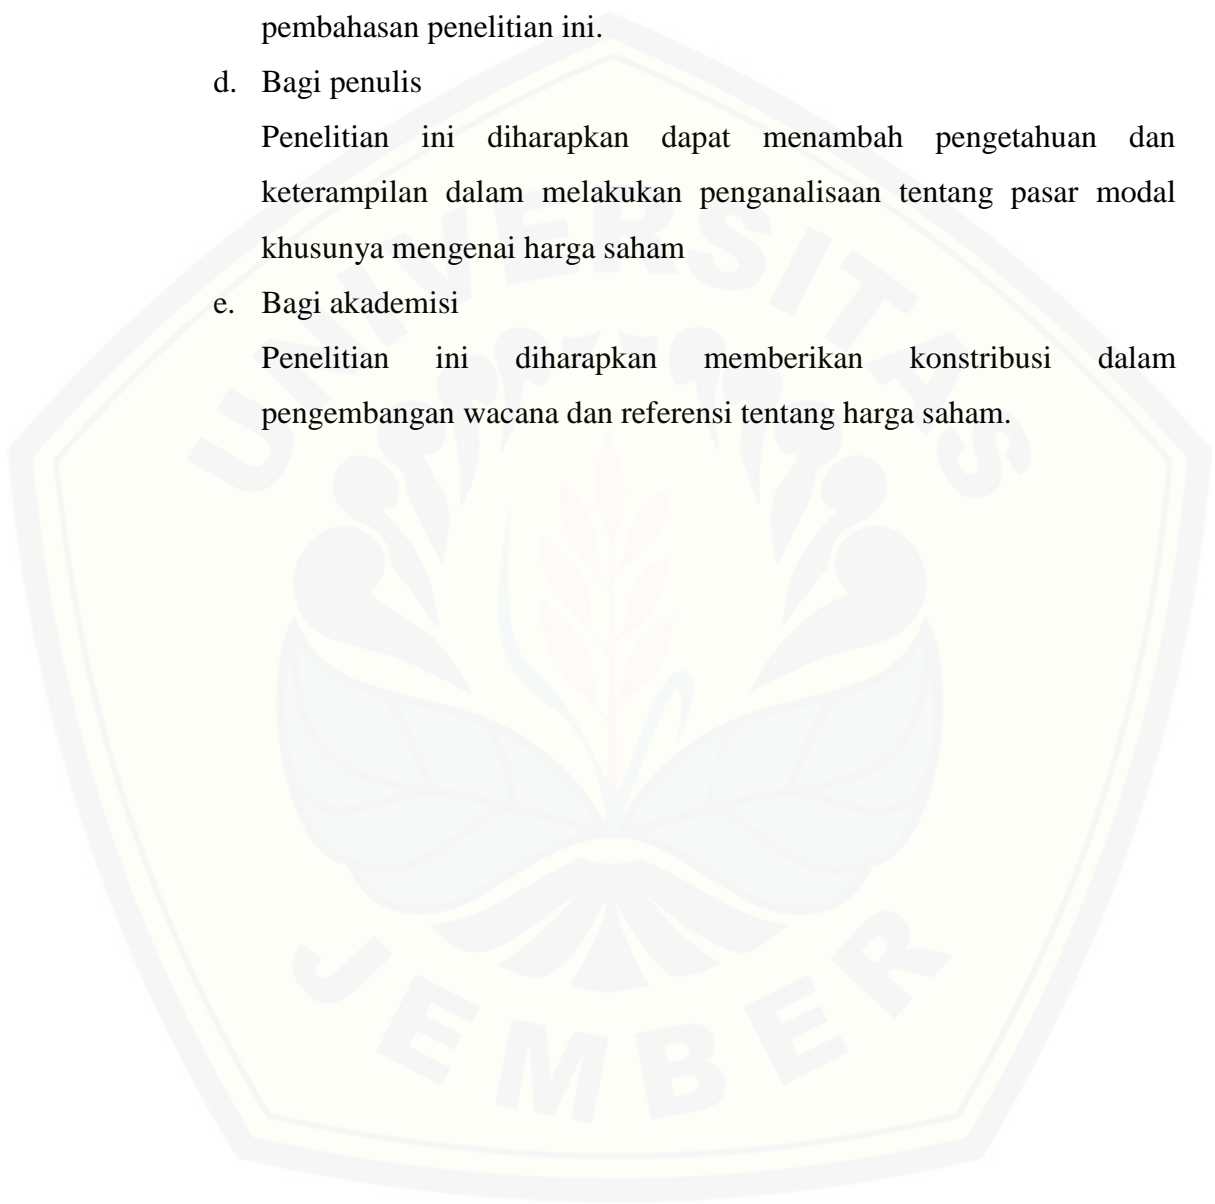 pembahasan penelitian ini.
d. Bagi penulis
Penelitian ini diharapkan dapat menambah pengetahuan dan
keterampilan dalam melakukan penganalisaan tentang pasar modal
khusunya mengenai harga saham
e. Bagi akademisi
Penelitian ini diharapkan memberikan konstribusi dalam
pengembangan wacana dan referensi tentang harga saham.
UNIVERSITAS
JEMBER